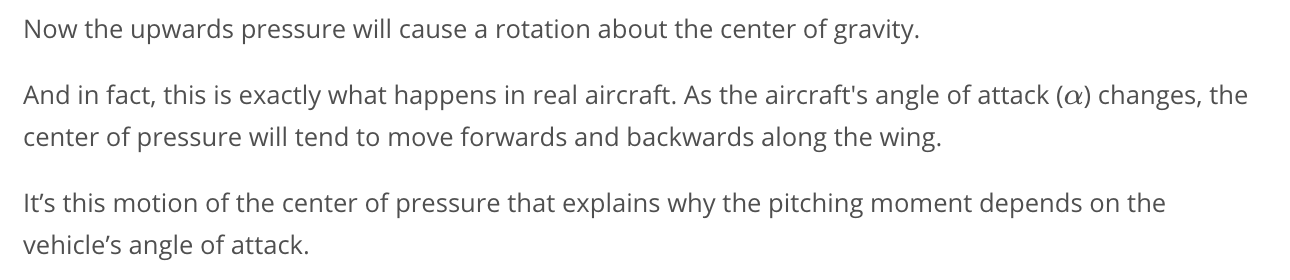 Now the upwards pressure will cause a rotation about the center of gravity.
And in fact, this is exactly what happens in real aircraft. As the aircraft's angle of attack (α) changes, the
center of pressure will tend to move forwards and backwards along the wing.
It’s this motion of the center of pressure that explains why the pitching moment depends on the
vehicle’s angle of attack.